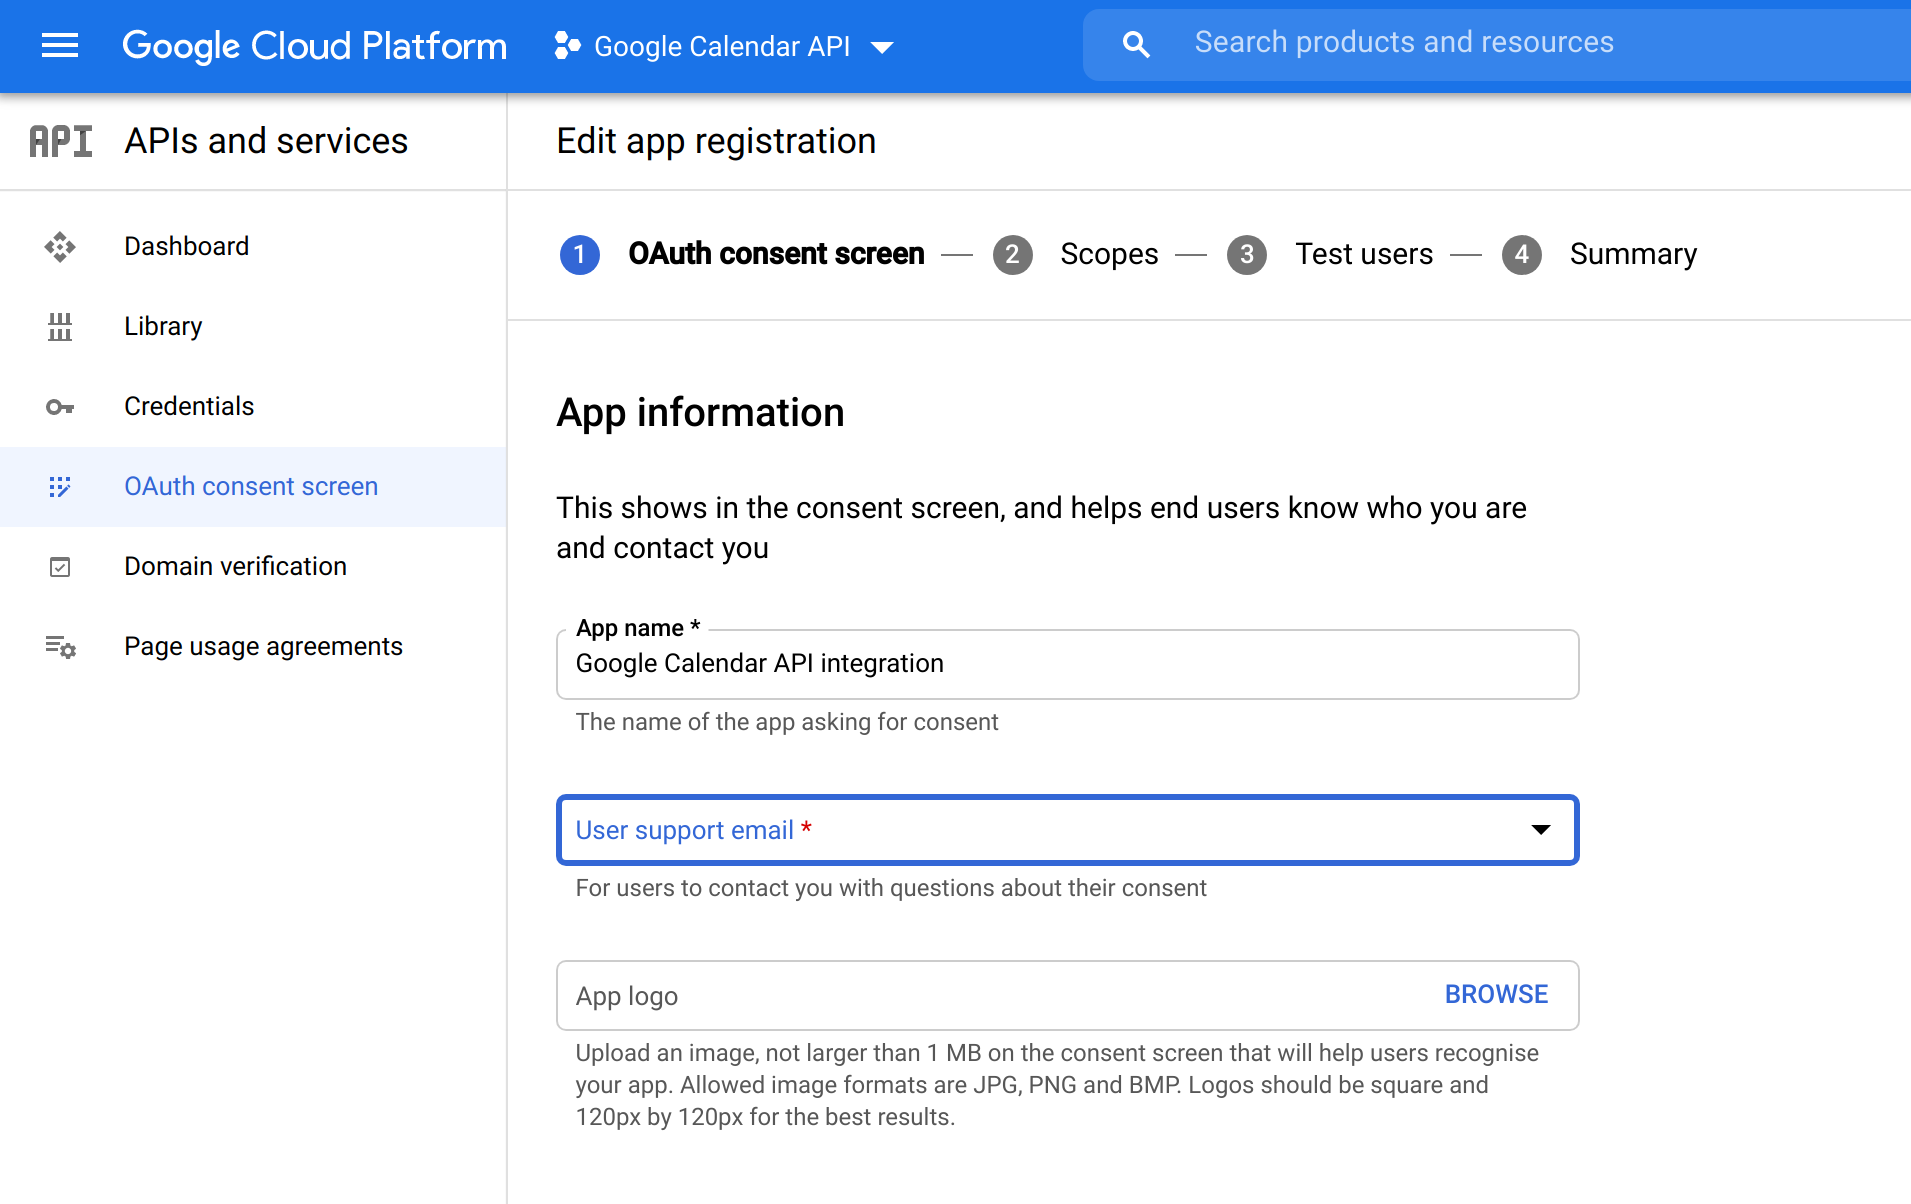 Google Cloud Platform
Google Calendar API
Search products and resources
API
APIs and services
Edit app registration
Dashboard
Library
Credentials
OAuth consent screen
Domain verification
Page usage agreements
1 OAuth consent screen — 2 Scopes — 3 Test users — 4 Summary
App information
This shows in the consent screen, and helps end users know who you are
and contact you
App name *
Google Calendar API integration
The name of the app asking for consent
User support email *
For users to contact you with questions about their consent
App logo
BROWSE
Upload an image, not larger than 1 MB on the consent screen that will help users recognise
your app. Allowed image formats are JPG, PNG and BMP. Logos should be square and
120px by 120px for the best results.